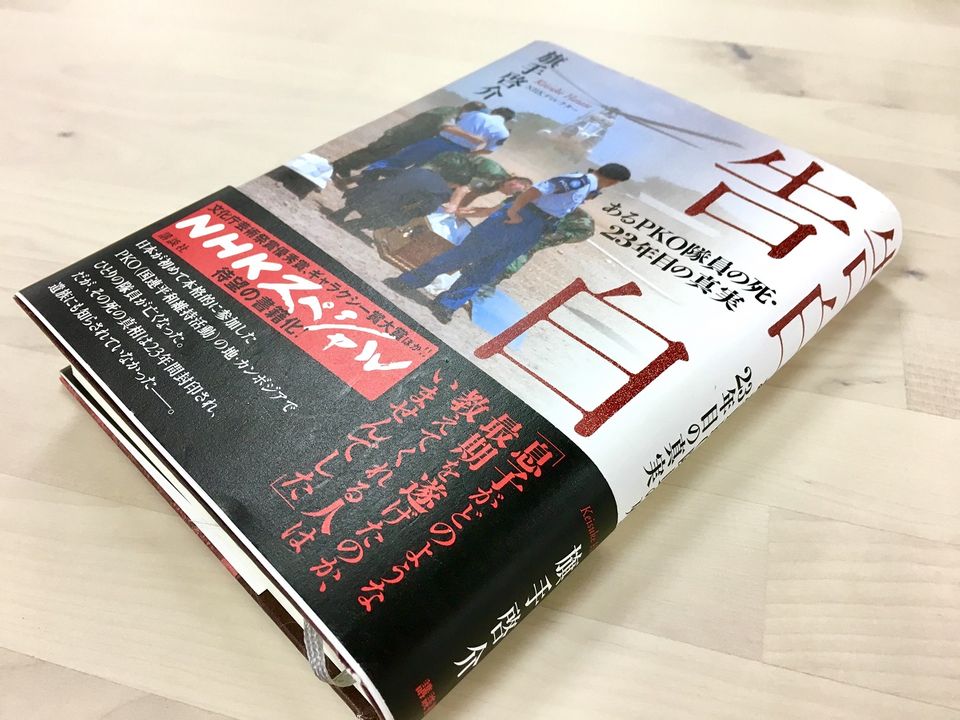 告白
あるPKO隊員の死・
23年目の真実
旗手啓介
NHKディレクター
文化庁芸術祭優秀賞、ギャラクシー賞大賞ほか!!
NHKスペシャル
待望の書籍化。
講談社
「息子がどのような
最期を遂げたのか、
教えてくれる人は
いませんでした」
日本が初めて本格的に参加した
PKO(国連平和維持活動)の地・カンボジアで
ひとりの隊員が亡くなった。
だが、その死の真相は23年間封印され、
遺族にも知らされていなかった――。
告白
23年目の真実
旗手啓介